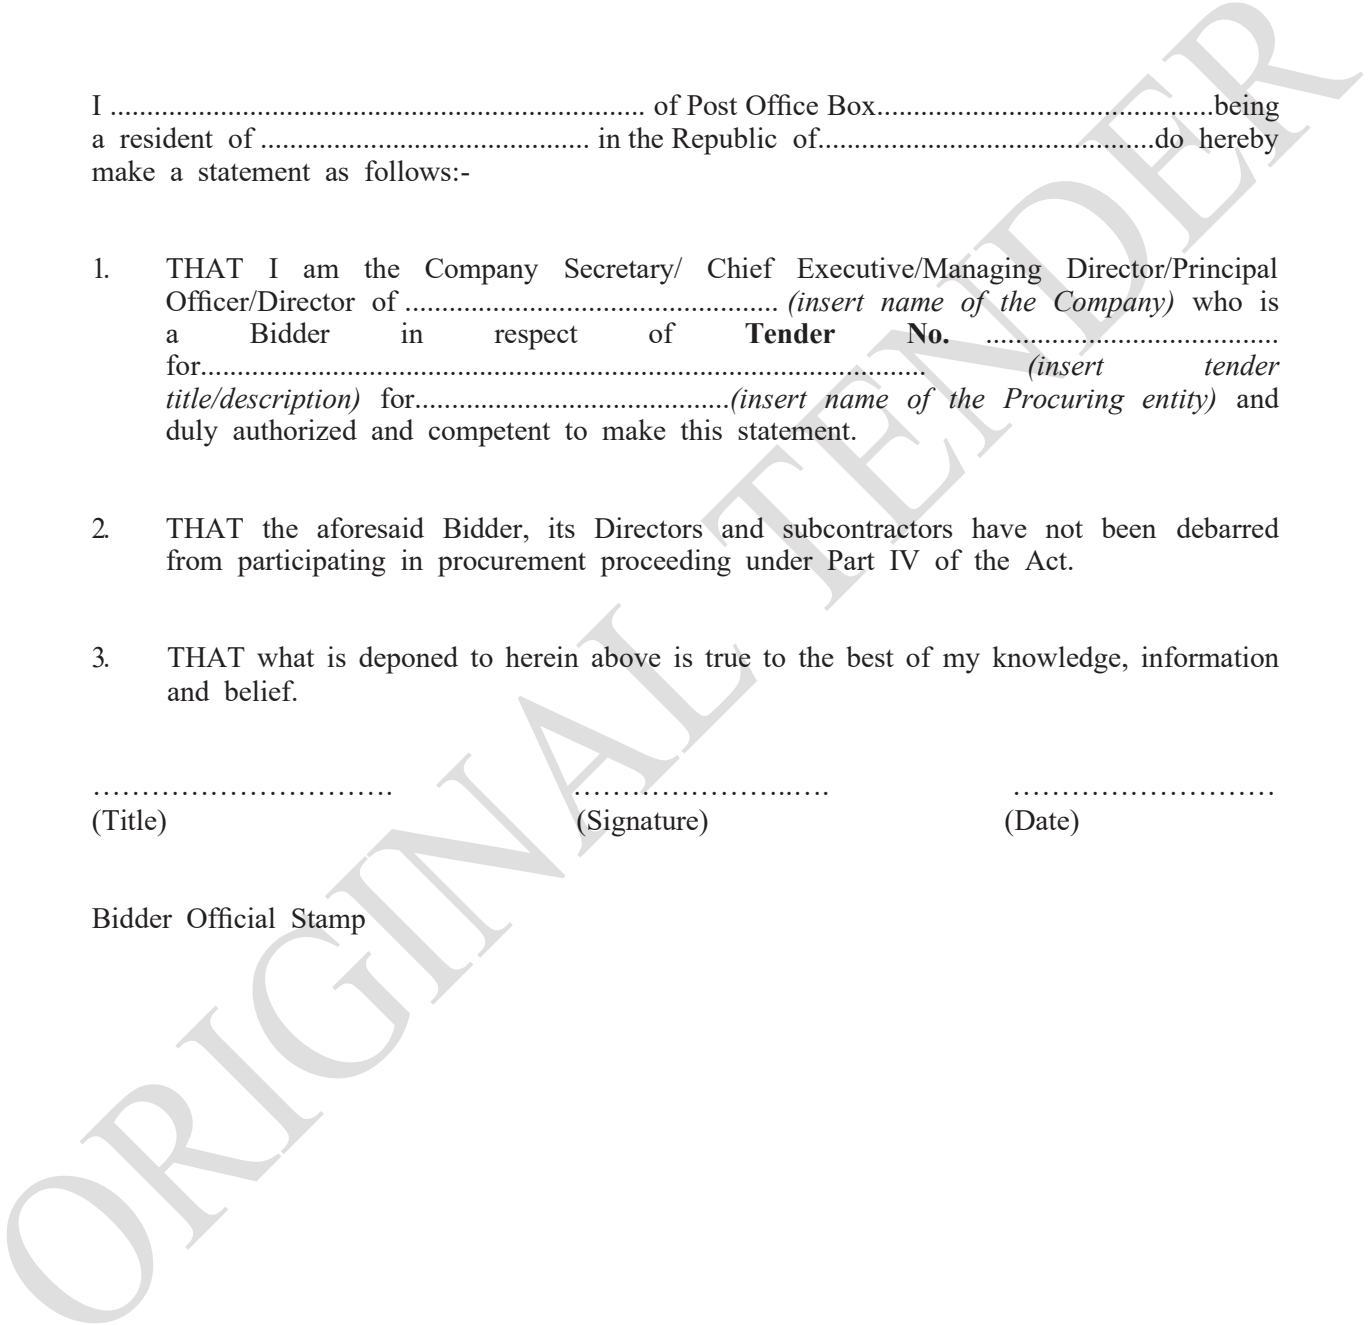 I ......................................................................... of Post Office Box..............................................being
a resident of ............................................. in the Republic of..............................................do hereby
make a statement as follows:-
1. THAT I am the Company Secretary/ Chief Executive/Managing Director/Principal
Officer/Director of ................................................... (insert name of the Company) who is
a Bidder in respect of Tender No. ........................................
for................................................................................................... (insert tender
title/description) for...........................................(insert name of the Procuring entity) and
duly authorized and competent to make this statement.
2. THAT the aforesaid Bidder, its Directors and subcontractors have not been debarred
from participating in procurement proceeding under Part IV of the Act.
3. THAT what is deponed to herein above is true to the best of my knowledge, information
and belief.
…………………………. …………………..…. ………………………
(Title) (Signature) (Date)
Bidder Official Stamp
ORIGINAL TENDER